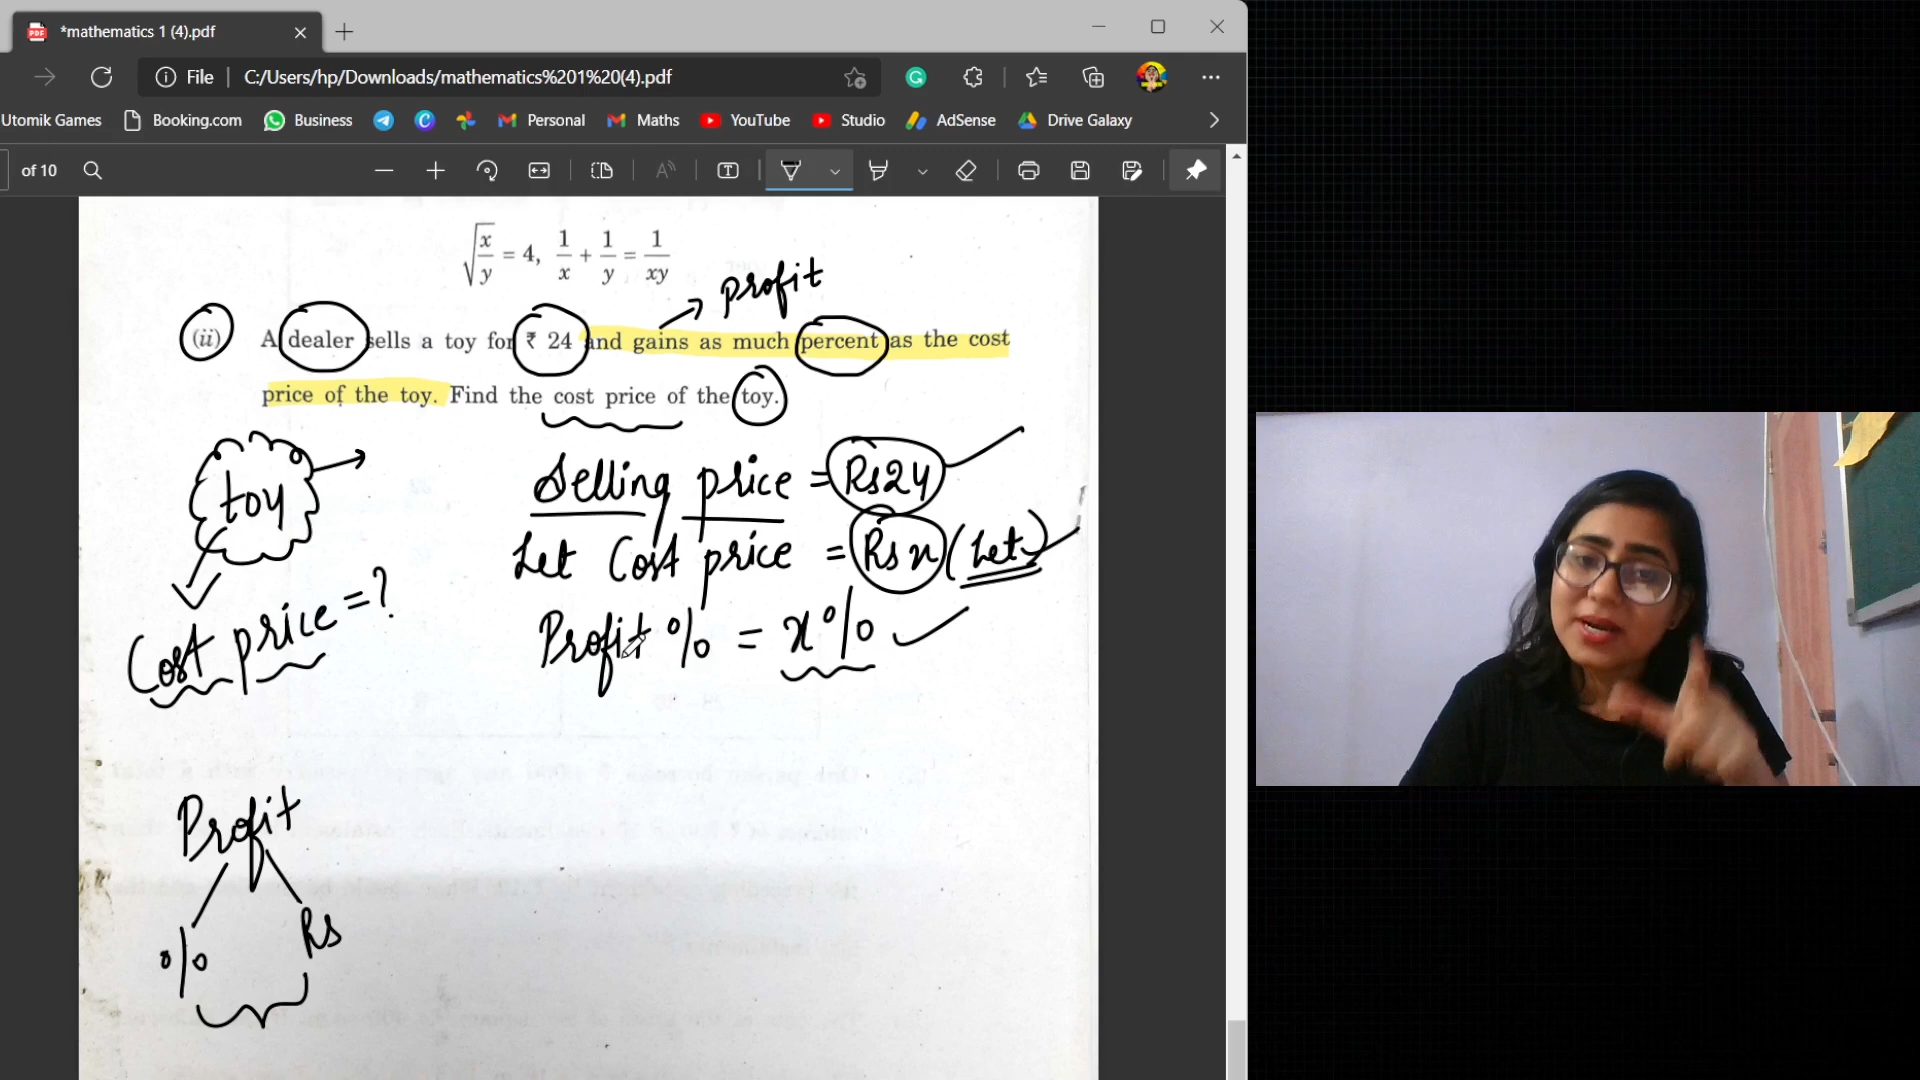 *mathematics 1 (4).pdf
File C:/Users/hp/Downloads/mathematics%201%20(4).pdf
Utomik Games Booking.com Business Personal Maths YouTube Studio AdSense Drive Galaxy
of 10
√x/y = 4, 1/x + 1/y = 1/xy
profit
(ii) A dealer sells a toy for ₹ 24 and gains as much percent as the cost
price of the toy. Find the cost price of the toy.
toy
Selling price = Rs24
Let Cost price = Rs x (Let)
Cost price = ?
Profit % = x%
Profit
% Rs